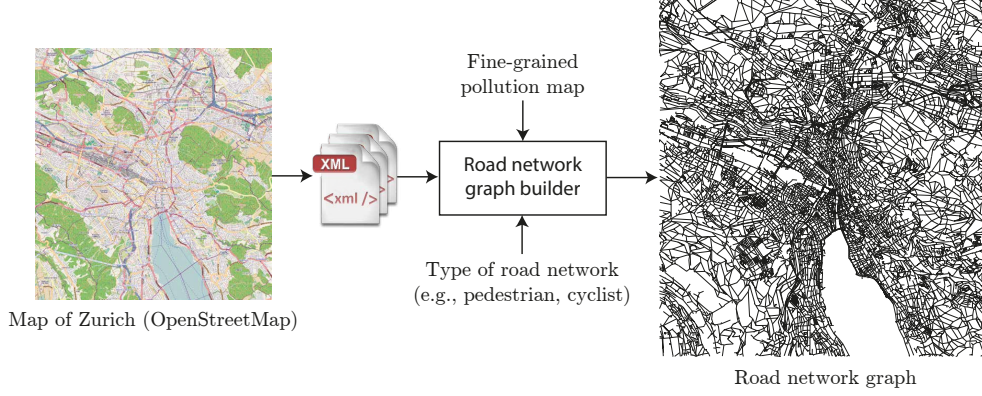 Fine-grained
pollution map
XML
<xml />
>
>
Road network
graph builder
Type of road network
(e.g., pedestrian, cyclist)
Map of Zurich (OpenStreetMap)
Road network graph